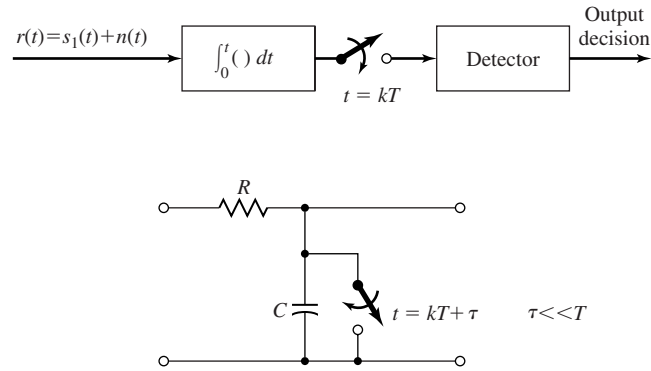 r(t)=s₁(t)+n(t)
∫₀ᵗ( ) dt
t = kT
Detector
Output
decision
R
C
t = kT+τ
τ<<T